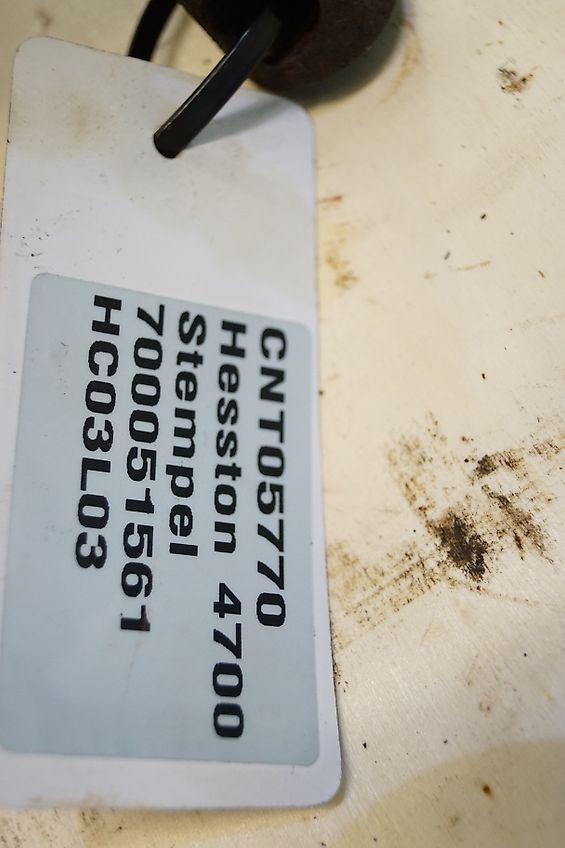 CNT05770
Hesston 4700
Stempel
700051561
HC03L03